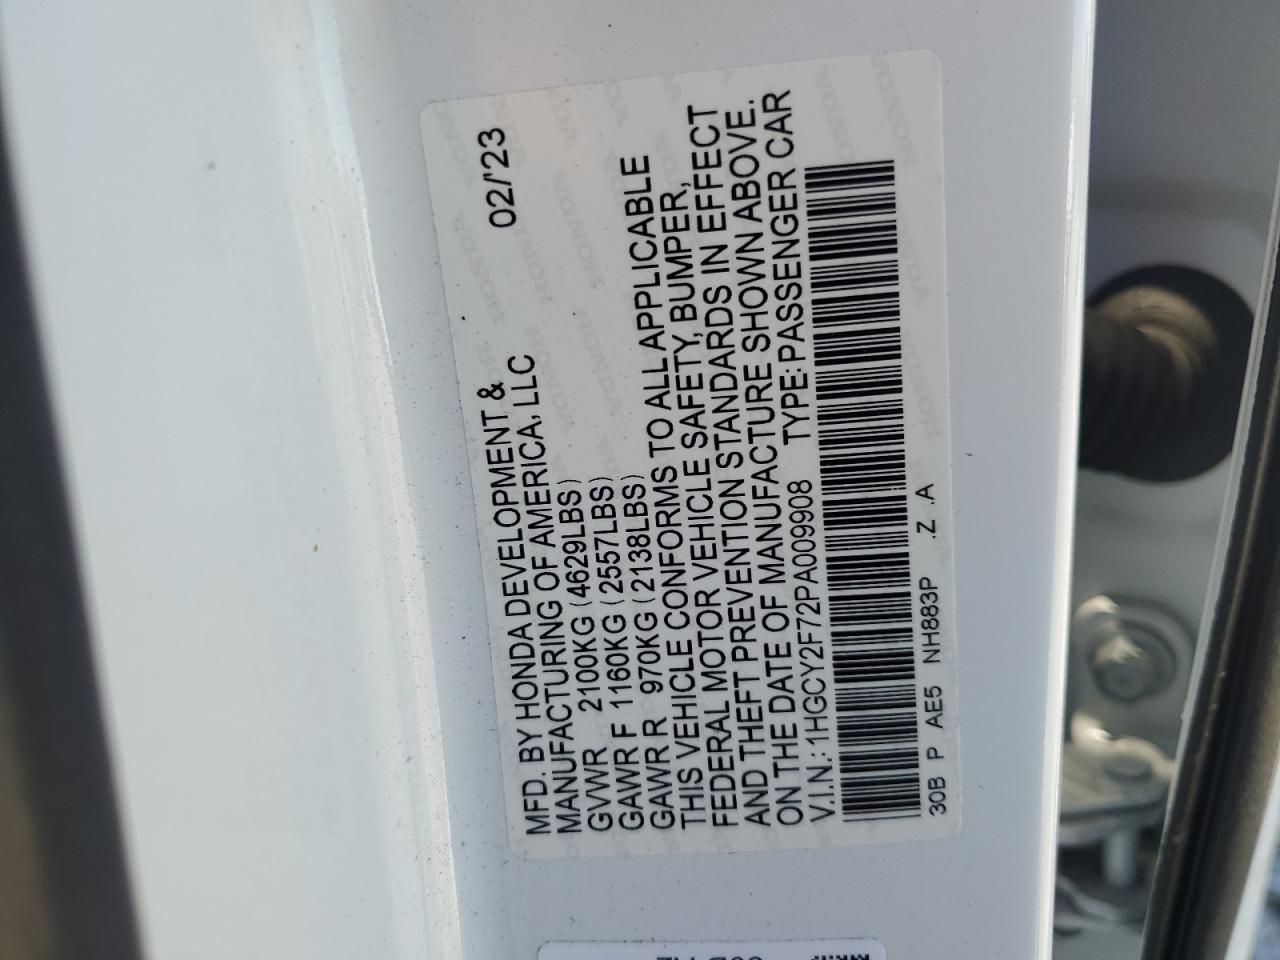 MFD. BY HONDA DEVELOPMENT &
MANUFACTURING OF AMERICA, LLC 02/'23
GVWR 2100KG (4629LBS)
GAWR F 1160KG (2557LBS)
GAWR R 970KG (2138LBS)
THIS VEHICLE CONFORMS TO ALL APPLICABLE
FEDERAL MOTOR VEHICLE SAFETY, BUMPER,
AND THEFT PREVENTION STANDARDS IN EFFECT
ON THE DATE OF MANUFACTURE SHOWN ABOVE.
V.I.N.: 1HGCY2F72PA009908 TYPE: PASSENGER CAR
30B P AE5 NH883P .Z .A